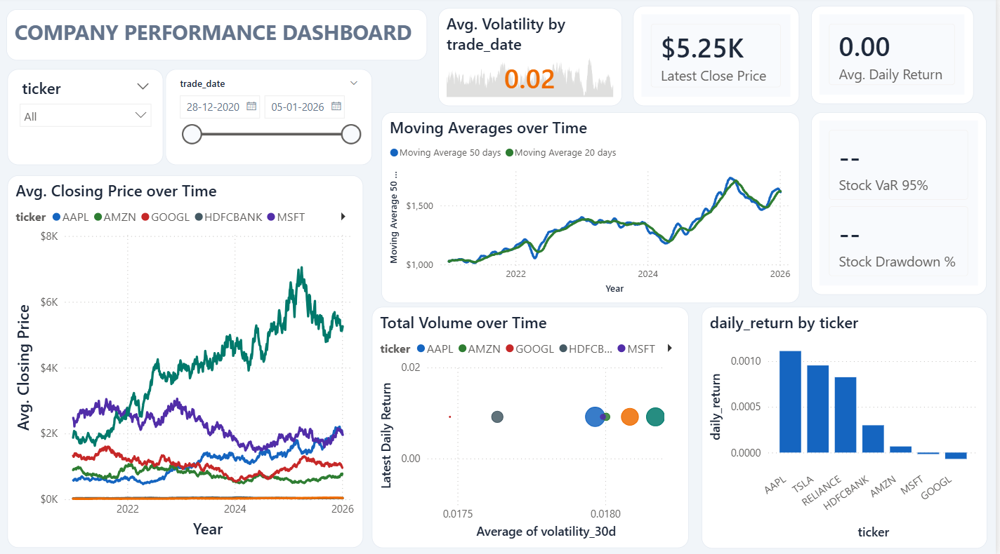 COMPANY PERFORMANCE DASHBOARD
Avg. Volatility by
trade_date
0.02
$5.25K
Latest Close Price
0.00
Avg. Daily Return
ticker
All
trade_date
28-12-2020
05-01-2026
Moving Averages over Time
Moving Average 50 days
Moving Average 20 days
Moving Average 50 ...
$1,500
$1,000
2022
2024
2026
Year
--
Stock VaR 95%
--
Stock Drawdown %
Avg. Closing Price over Time
ticker AAPL AMZN GOOGL HDFCBANK MSFT
Avg. Closing Price
$8K
$6K
$4K
$2K
$0K
2022
2024
2026
Year
Total Volume over Time
ticker AAPL AMZN GOOGL HDFCB... MSFT
Latest Daily Return
0.02
0.00
0.0175
0.0180
Average of volatility_30d
daily_return by ticker
daily_return
0.0010
0.0005
0.0000
AAPL
TSLA
RELIANCE
HDFCBANK
AMZN
MSFT
GOOGL
ticker